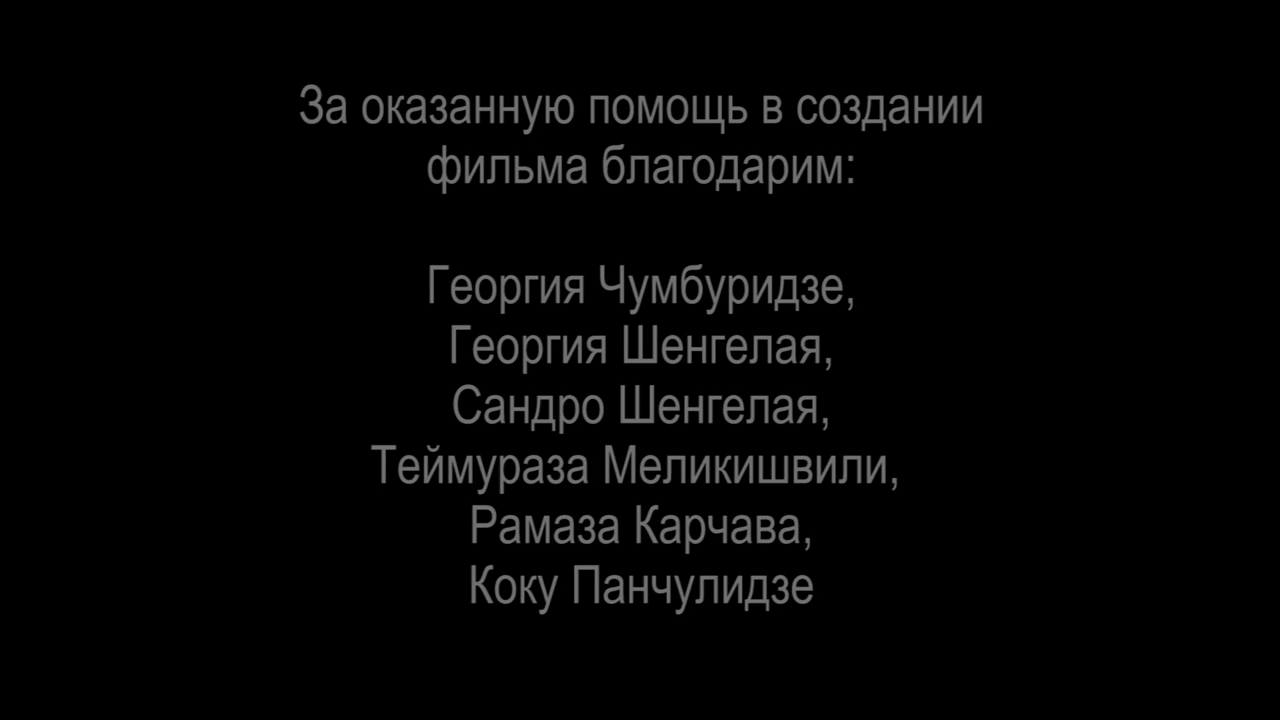 За оказанную помощь в создании
фильма благодарим:
Георгия Чумбуридзе,
Георгия Шенгелая,
Сандро Шенгелая,
Теймураза Меликишвили,
Рамаза Карчава,
Коку Панчулидзе